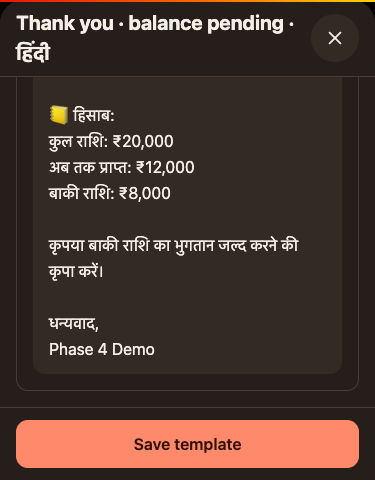 Thank you · balance pending ·
हिंदी
📒 हिसाब:
कुल राशि: ₹20,000
अब तक प्राप्त: ₹12,000
बाकी राशि: ₹8,000
कृपया बाकी राशि का भुगतान जल्द करने की
कृपा करें।
धन्यवाद,
Phase 4 Demo
Save template